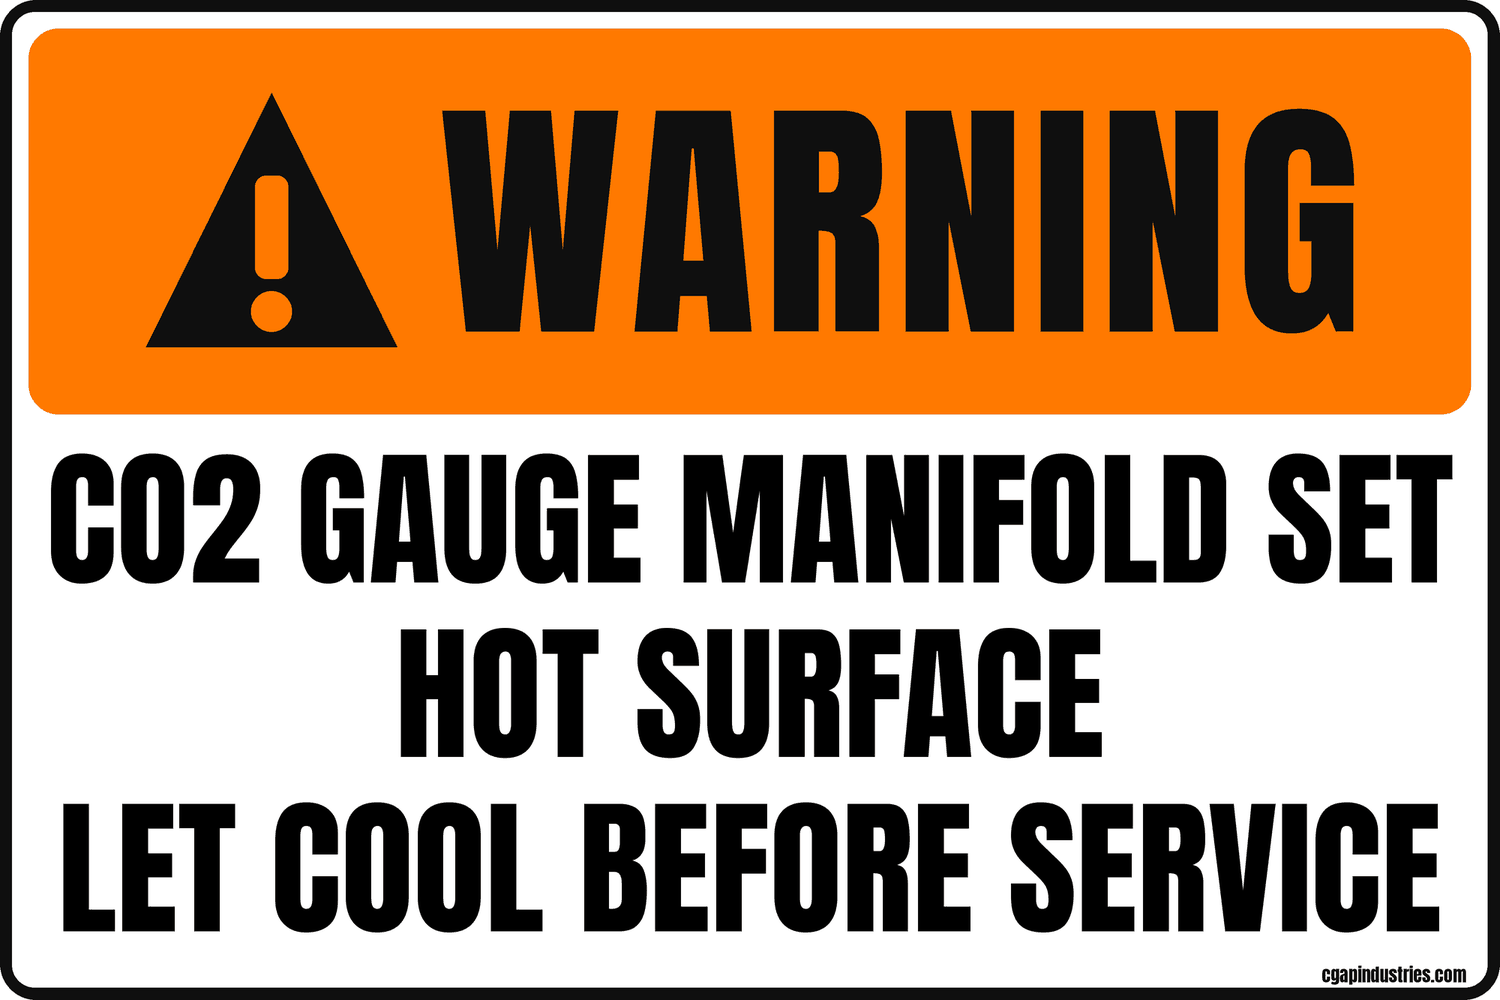 WARNING
CO2 GAUGE MANIFOLD SET
HOT SURFACE
LET COOL BEFORE SERVICE
cgapindustries.com